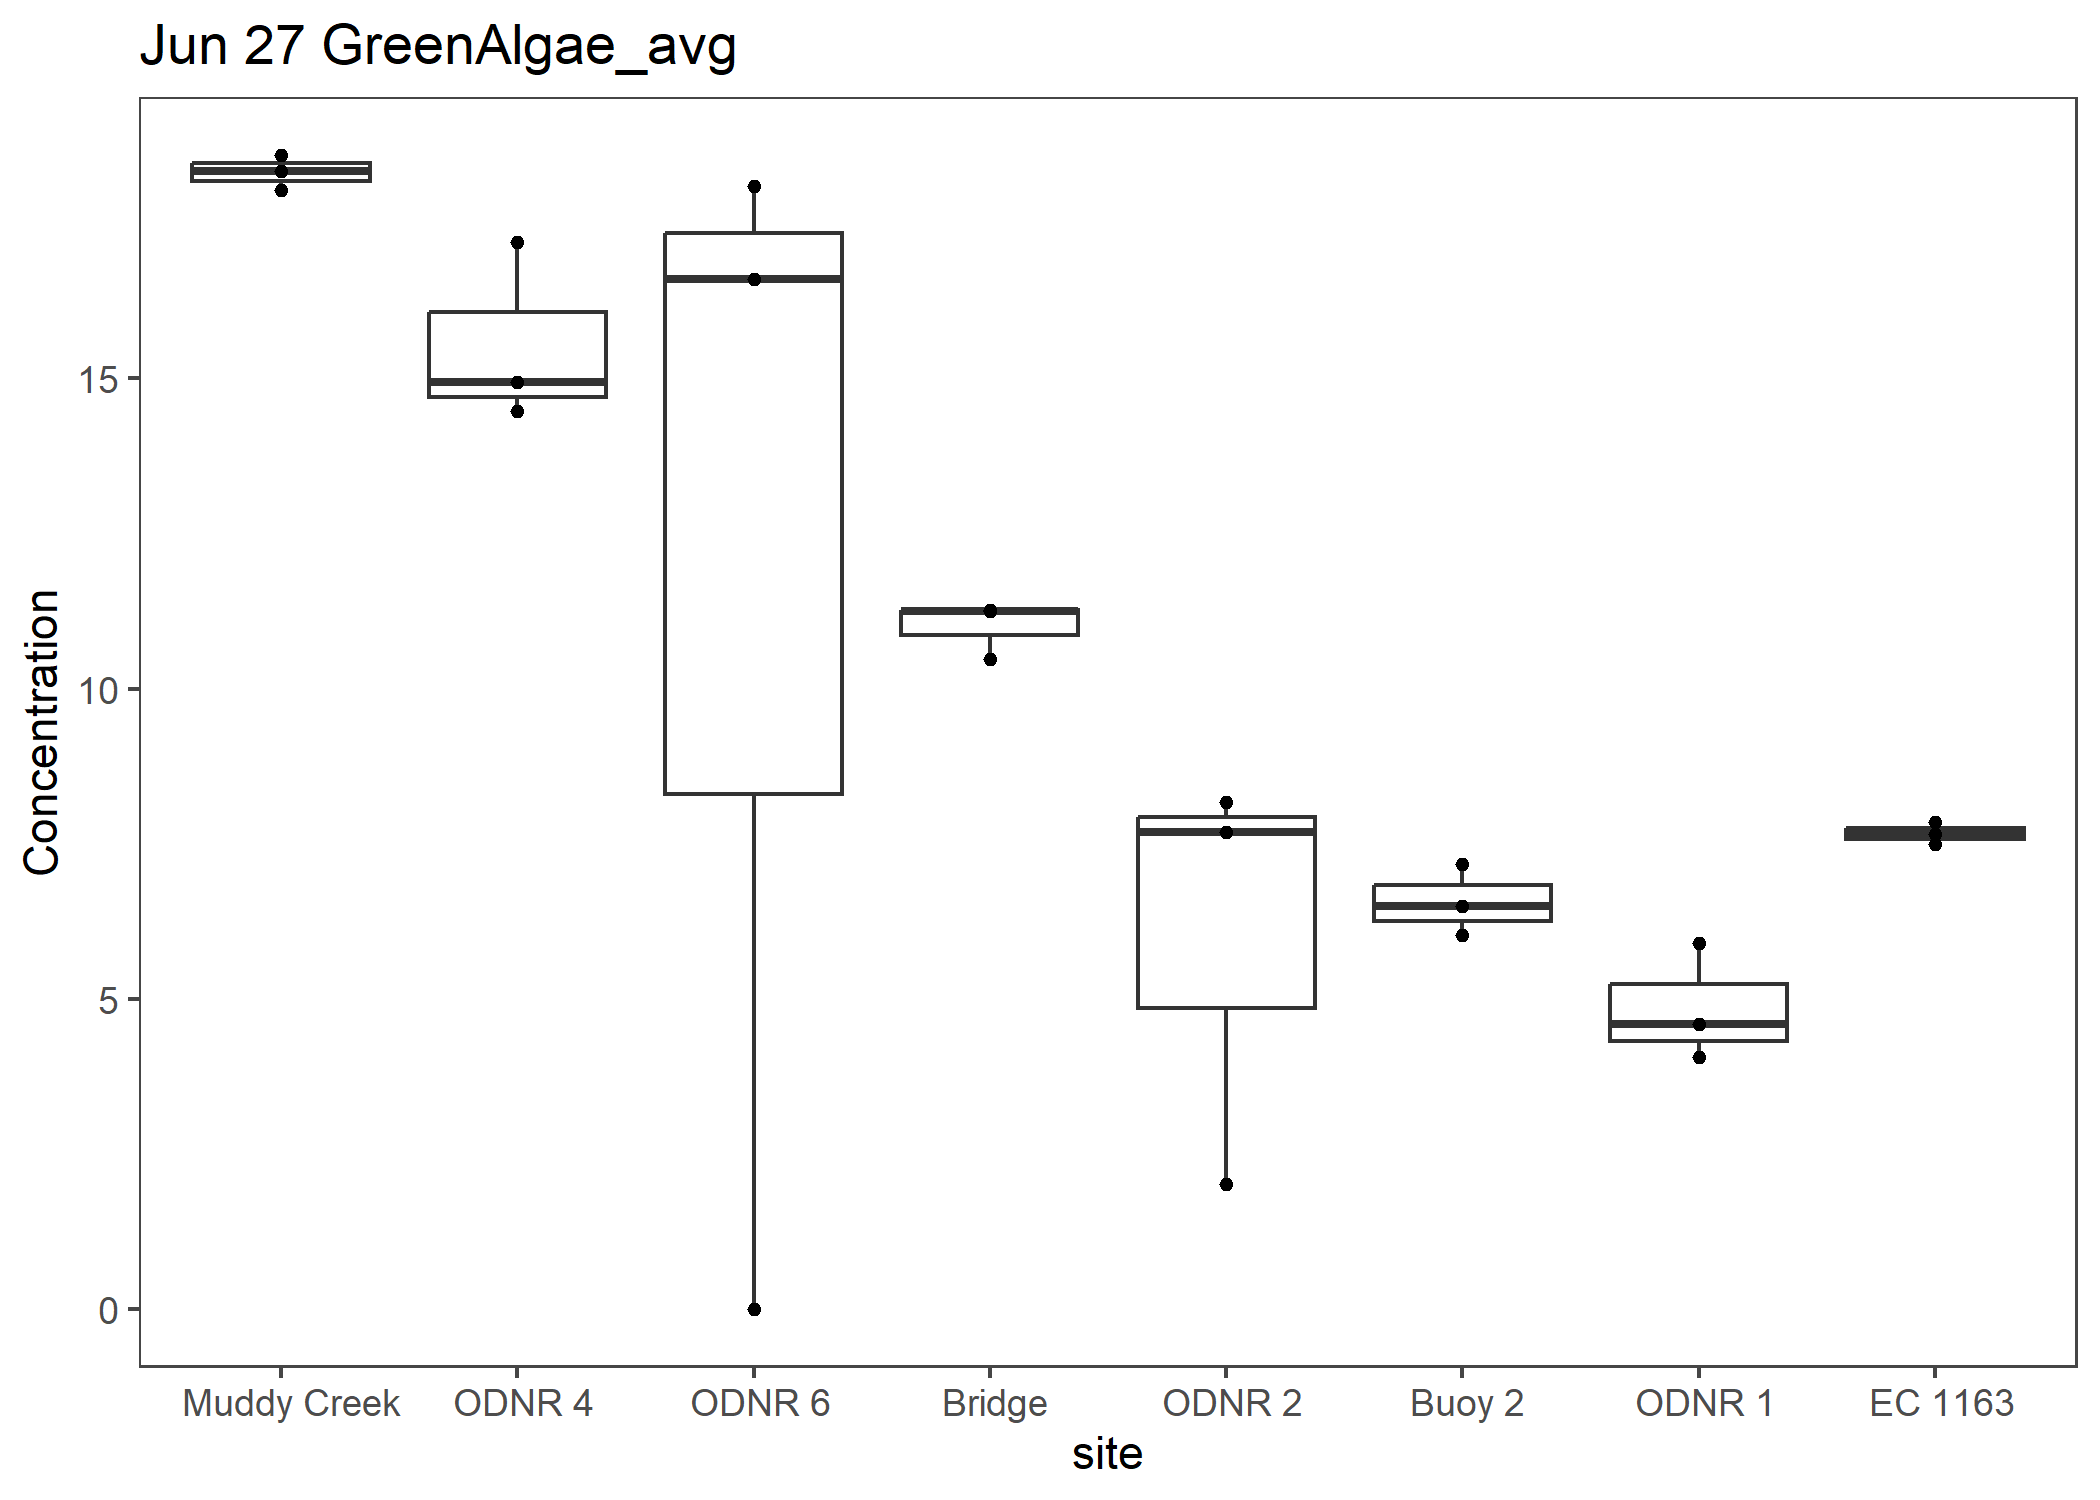 Jun 27 GreenAlgae_avg
Concentration
15
10
5
0
Muddy Creek ODNR 4 ODNR 6 Bridge ODNR 2 Buoy 2 ODNR 1 EC 1163
site